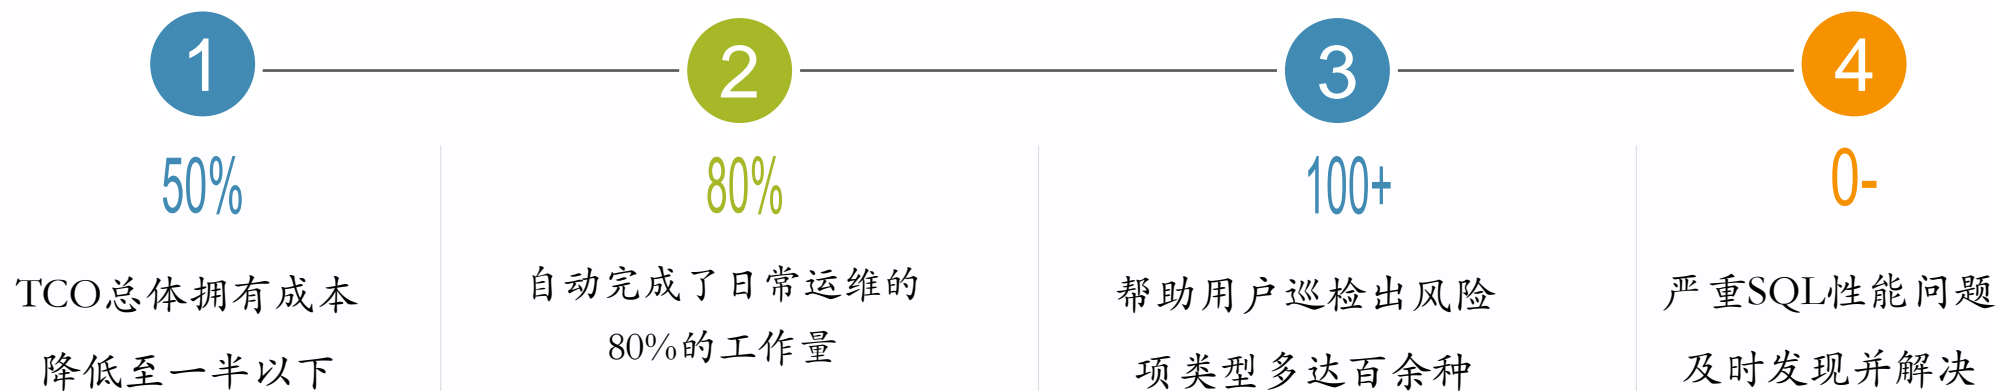 1
50%
TCO总体拥有成本
降低至一半以下
2
80%
自动完成了日常运维的
80%的工作量
3
100+
帮助用户巡检出风险
项类型多达百余种
4
0-
严重SQL性能问题
及时发现并解决